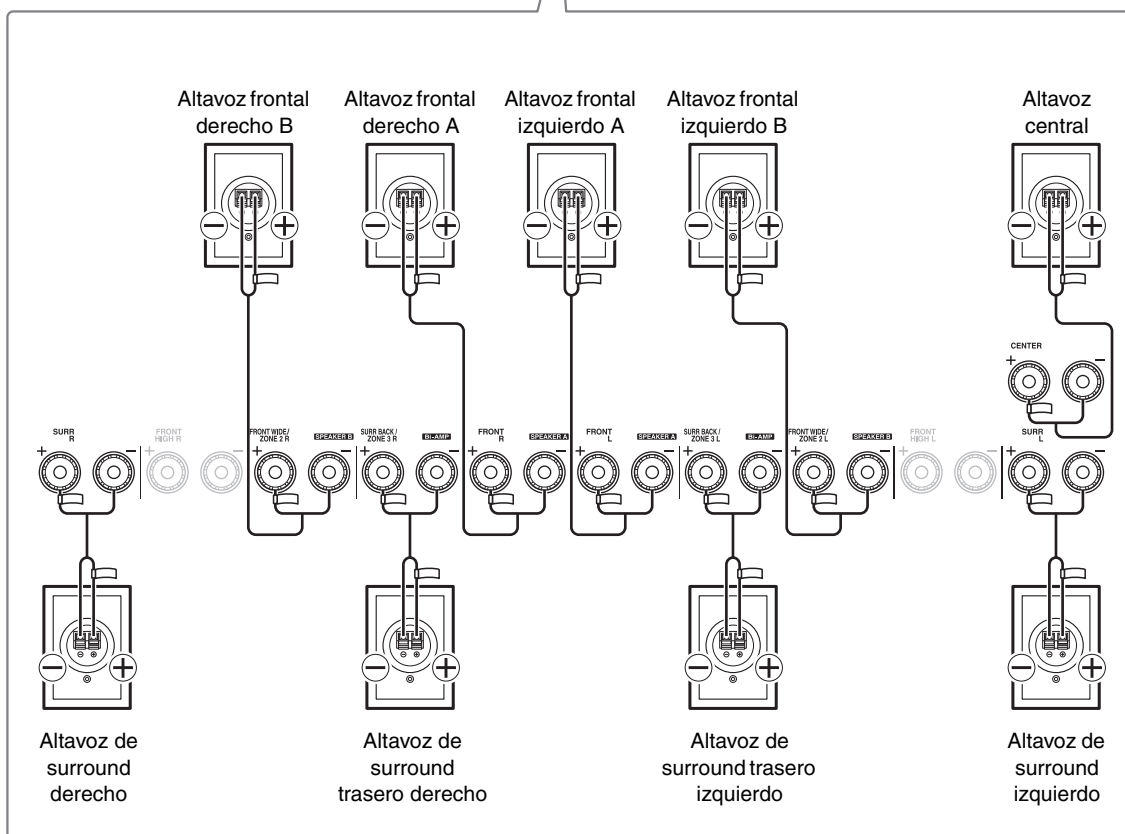 Altavoz frontal
derecho B
Altavoz frontal
derecho A
Altavoz frontal
izquierdo A
Altavoz frontal
izquierdo B
Altavoz
central
CENTER
+ −
SURR
R
+ −
FRONT
HIGH R
+ −
FRONT WIDE/
ZONE 2 R
SPEAKER B
+ −
SURR BACK /
ZONE 3 R
BI-AMP
+ −
FRONT
R
SPEAKER A
+ −
FRONT
L
SPEAKER A
+ −
SURR BACK /
ZONE 3 L
BI-AMP
+ −
FRONT WIDE/
ZONE 2 L
SPEAKER B
+ −
FRONT
HIGH L
+ −
SURR
L
+ −
Altavoz de
surround
derecho
Altavoz de
surround
trasero derecho
Altavoz de
surround trasero
izquierdo
Altavoz de
surround
izquierdo